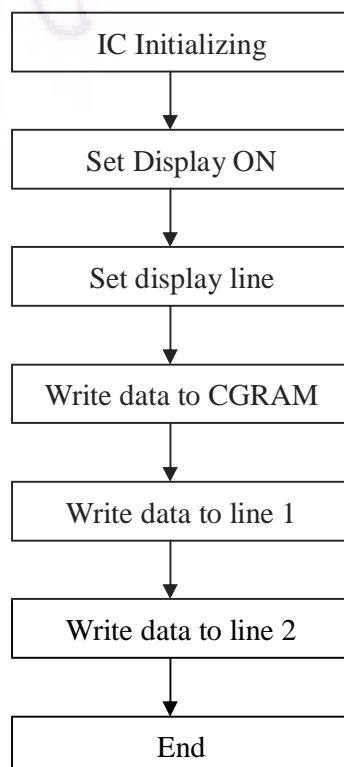 IC Initializing
Set Display ON
Set display line
Write data to CGRAM
Write data to line 1
Write data to line 2
End